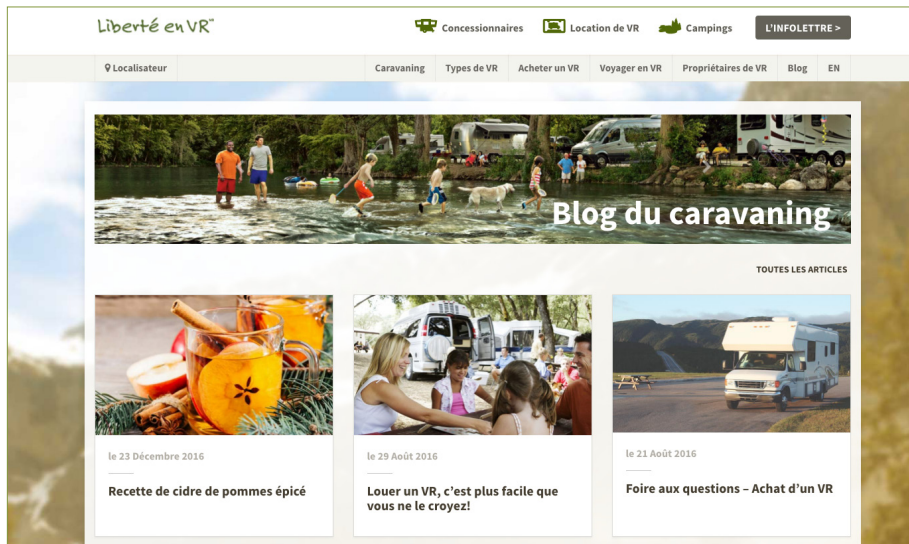 Liberté en VR™
Concessionnaires
Location de VR
Campings
L'INFOLETTRE >
Localisateur
Caravaning
Types de VR
Acheter un VR
Voyager en VR
Propriétaires de VR
Blog
EN
Blog du caravaning
TOUTES LES ARTICLES
le 23 Décembre 2016
Recette de cidre de pommes épicé
le 29 Août 2016
Louer un VR, c'est plus facile que
vous ne le croyez!
le 21 Août 2016
Foire aux questions – Achat d'un VR